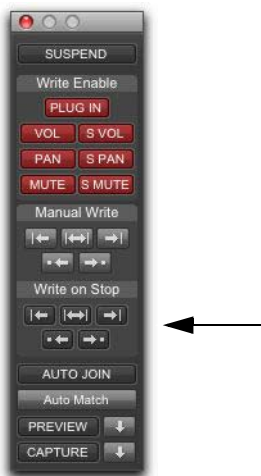 SUSPEND
Write Enable
PLUG IN
VOL S VOL
PAN S PAN
MUTE S MUTE
Manual Write
Write on Stop
AUTO JOIN
Auto Match
PREVIEW
CAPTURE